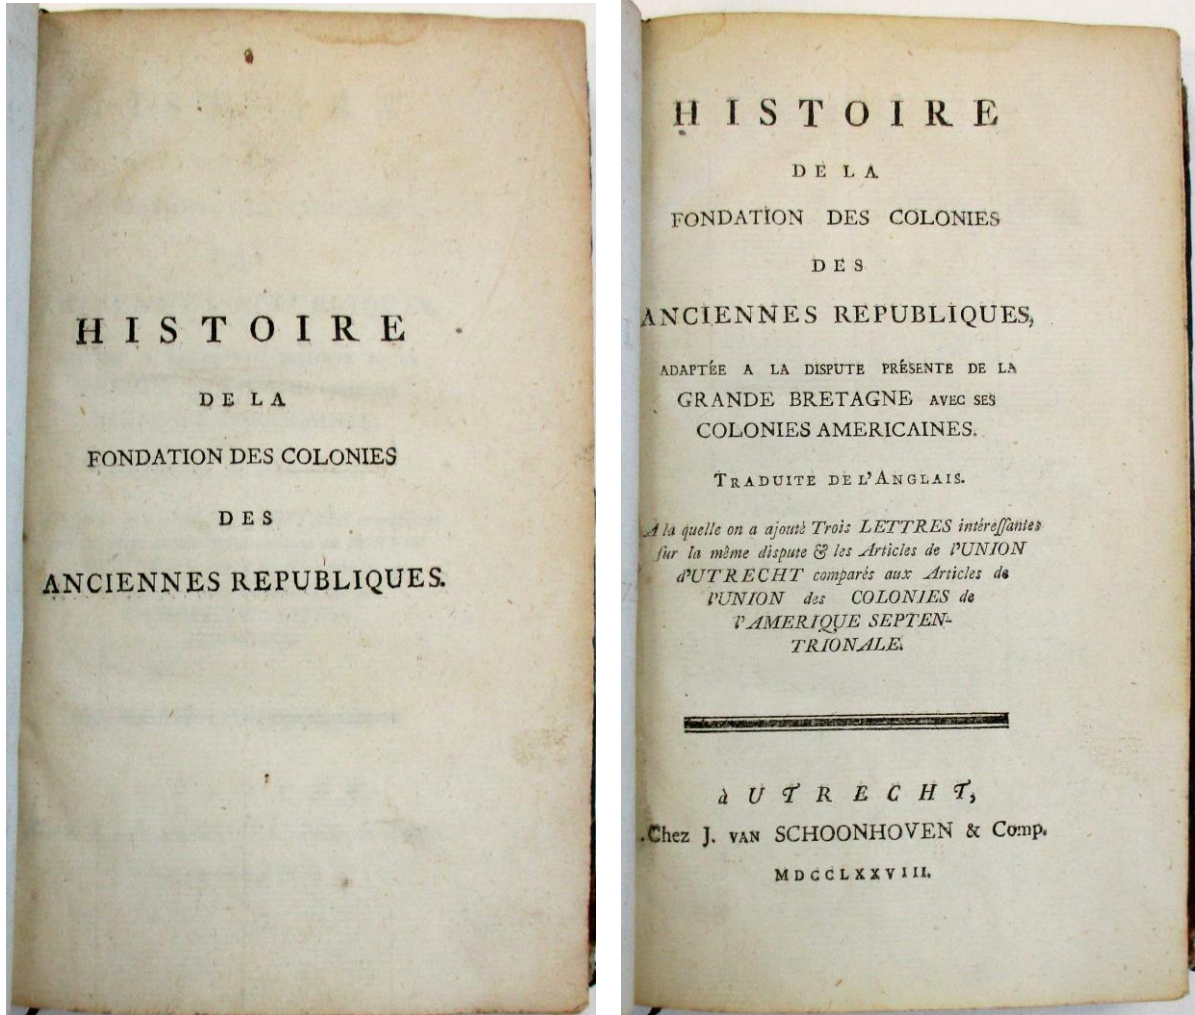 HISTOIRE
DE LA
FONDATION DES COLONIES
DES
ANCIENNES REPUBLIQUES.
HISTOIRE
DE LA
FONDATION DES COLONIES
DES
ANCIENNES REPUBLIQUES,
ADAPTÉE A LA DISPUTE PRÉSENTE DE LA
GRANDE BRETAGNE AVEC SES
COLONIES AMERICAINES.
TRADUITE DE L'ANGLAIS.
A la quelle on a ajouté Trois LETTRES intéreſſantes
ſur la même dispute & les Articles de l'UNION
d'UTRECHT comparés aux Articles de
l'UNION des COLONIES de
l'AMERIQUE SEPTEN-
TRIONALE.
à UTRECHT,
Chez J. VAN SCHOONHOVEN & Comp.
MDCCLXXVIII.